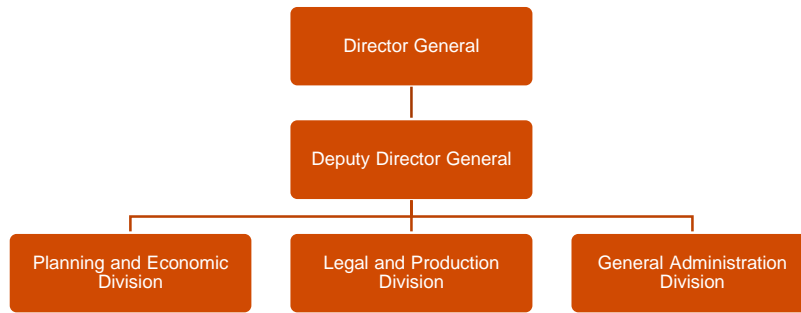 Director General
Deputy Director General
Planning and Economic
Division
Legal and Production
Division
General Administration
Division